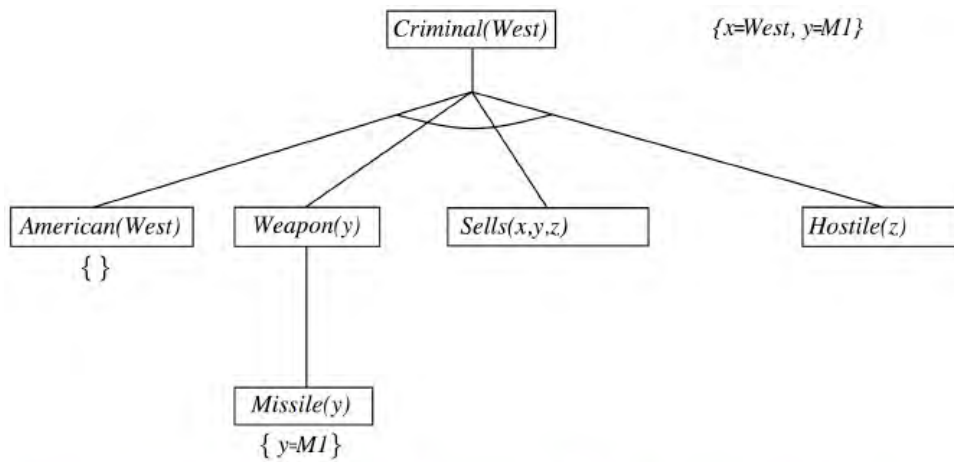 Criminal(West)
{x=West, y=M1}
American(West)
Weapon(y)
Sells(x,y,z)
Hostile(z)
{ }
Missile(y)
{ y=M1}